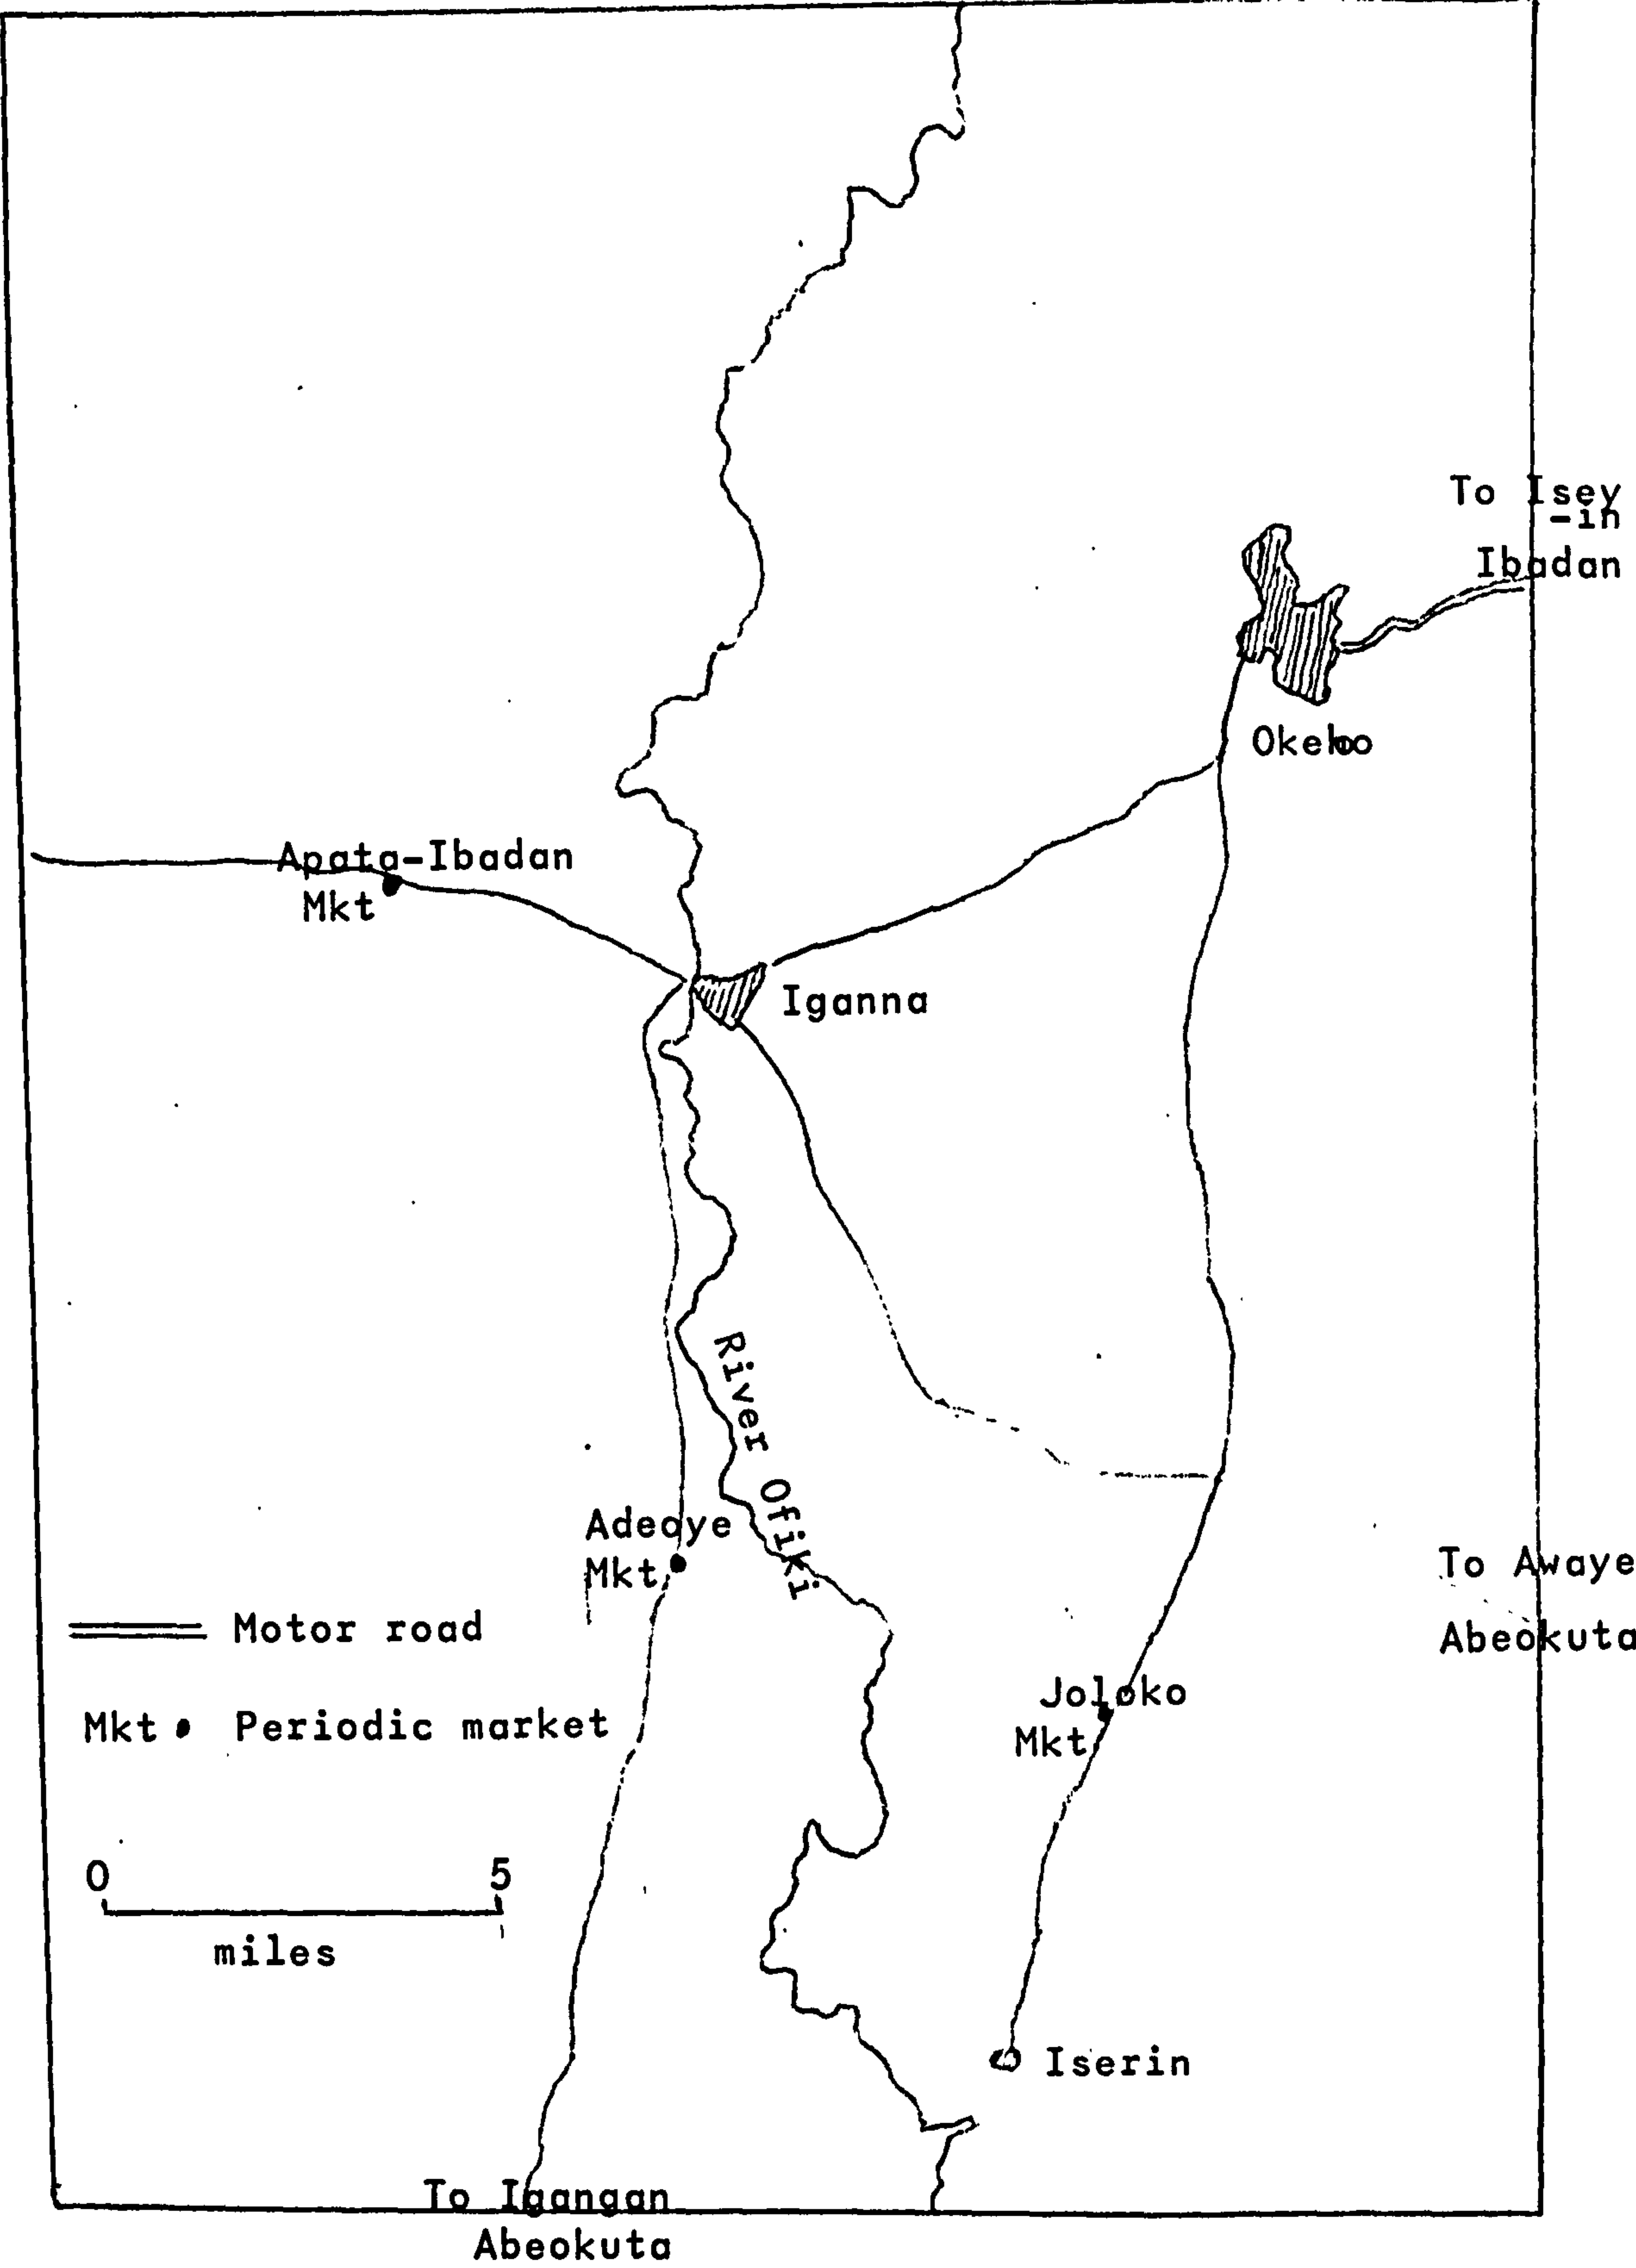 To Isey
-in
Ibadan
Okeho
Apata-Ibadan
Mkt
Iganna
River Ofiki
Adeoye
Mkt
To Awaye
Abeokuta
Motor road
Joloko
Mkt
Mkt • Periodic market
0 5
miles
Iserin
To Igangan
Abeokuta